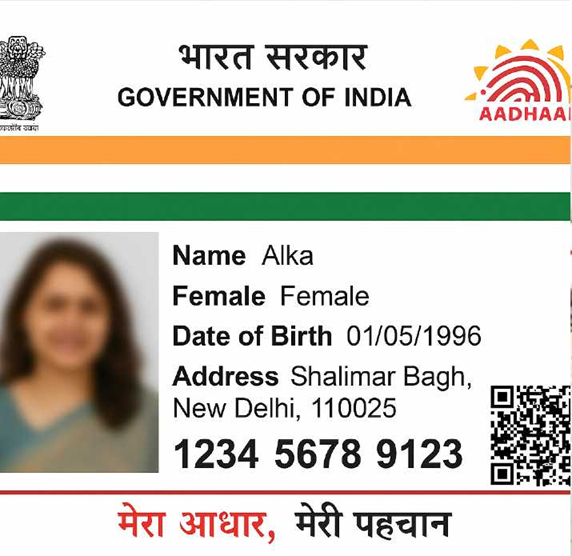 भारत सरकार
GOVERNMENT OF INDIA
AADHAA
Name Alka
Female Female
Date of Birth 01/05/1996
Address Shalimar Bagh,
New Delhi, 110025
1234 5678 9123
मेरा आधार, मेरी पहचान